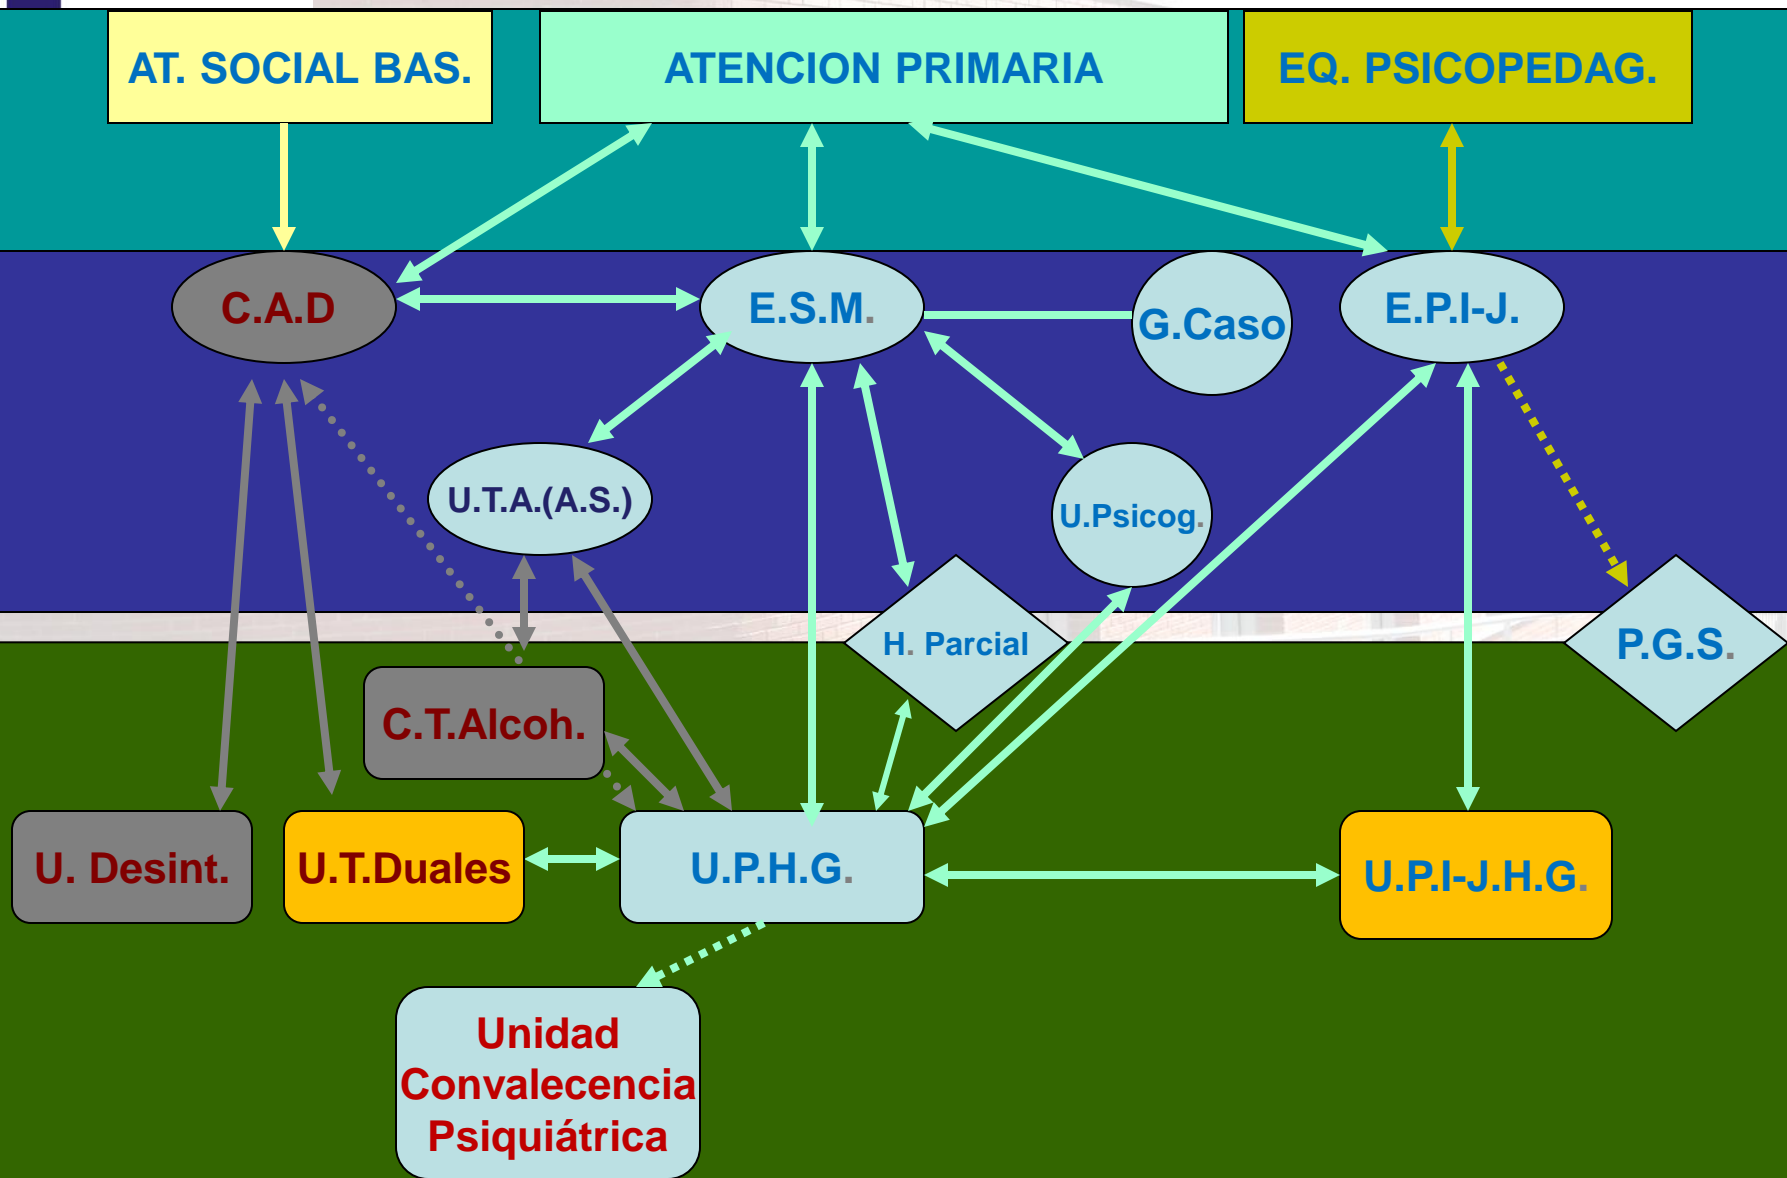 AT. SOCIAL BAS.
ATENCION PRIMARIA
EQ. PSICOPEDAG.
C.A.D
E.S.M.
G.Caso
E.P.I-J.
U.T.A.(A.S.)
U.Psicog.
H. Parcial
P.G.S.
C.T.Alcoh.
U. Desint.
U.T.Duales
U.P.H.G.
U.P.I-J.H.G.
Unidad
Convalecencia
Psiquiátrica